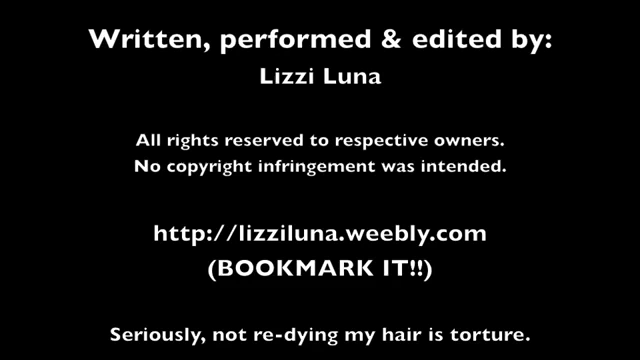 Written, performed & edited by:
Lizzi Luna
All rights reserved to respective owners.
No copyright infringement was intended.
http://lizziluna.weebly.com
(BOOKMARK IT!!)
Seriously, not re-dying my hair is torture.